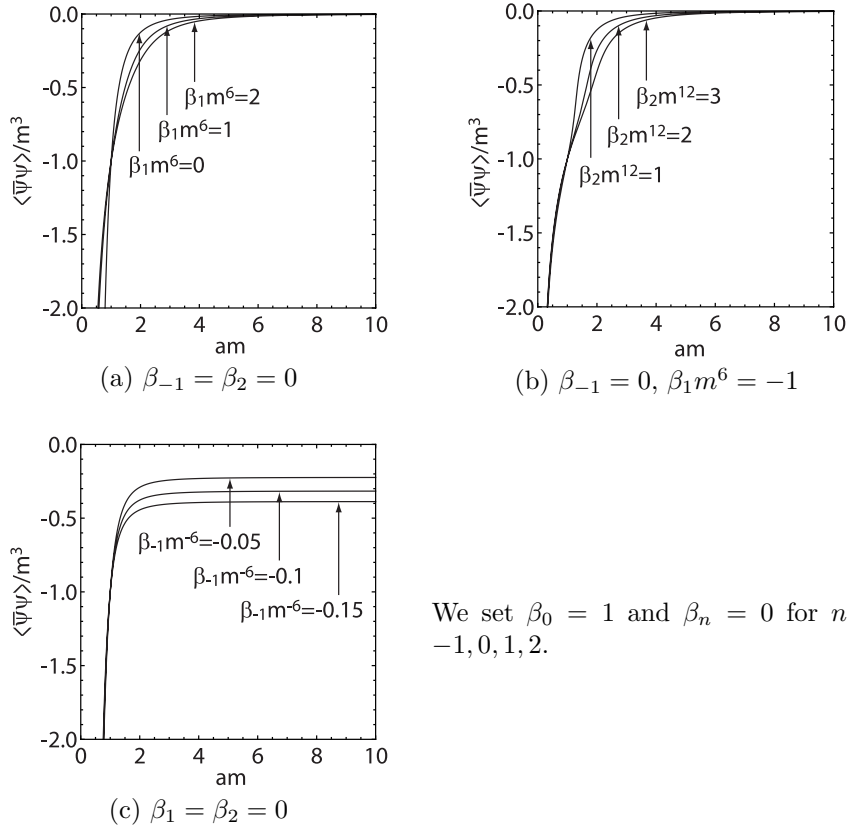 0.0
-0.5
-1.0
-1.5
-2.0
⟨ψ̄ψ⟩/m³
β₁m⁶=2
β₁m⁶=1
β₁m⁶=0
0 2 4 6 8 10
am
(a) β₋₁ = β₂ = 0
0.0
-0.5
-1.0
-1.5
-2.0
⟨ψ̄ψ⟩/m³
β₂m¹²=3
β₂m¹²=2
β₂m¹²=1
0 2 4 6 8 10
am
(b) β₋₁ = 0, β₁m⁶ = −1
0.0
-0.5
-1.0
-1.5
-2.0
⟨ψ̄ψ⟩/m³
β₋₁m⁻⁶=-0.05
β₋₁m⁻⁶=-0.1
β₋₁m⁻⁶=-0.15
0 2 4 6 8 10
am
(c) β₁ = β₂ = 0
We set β₀ = 1 and βₙ = 0 for n
−1, 0, 1, 2.